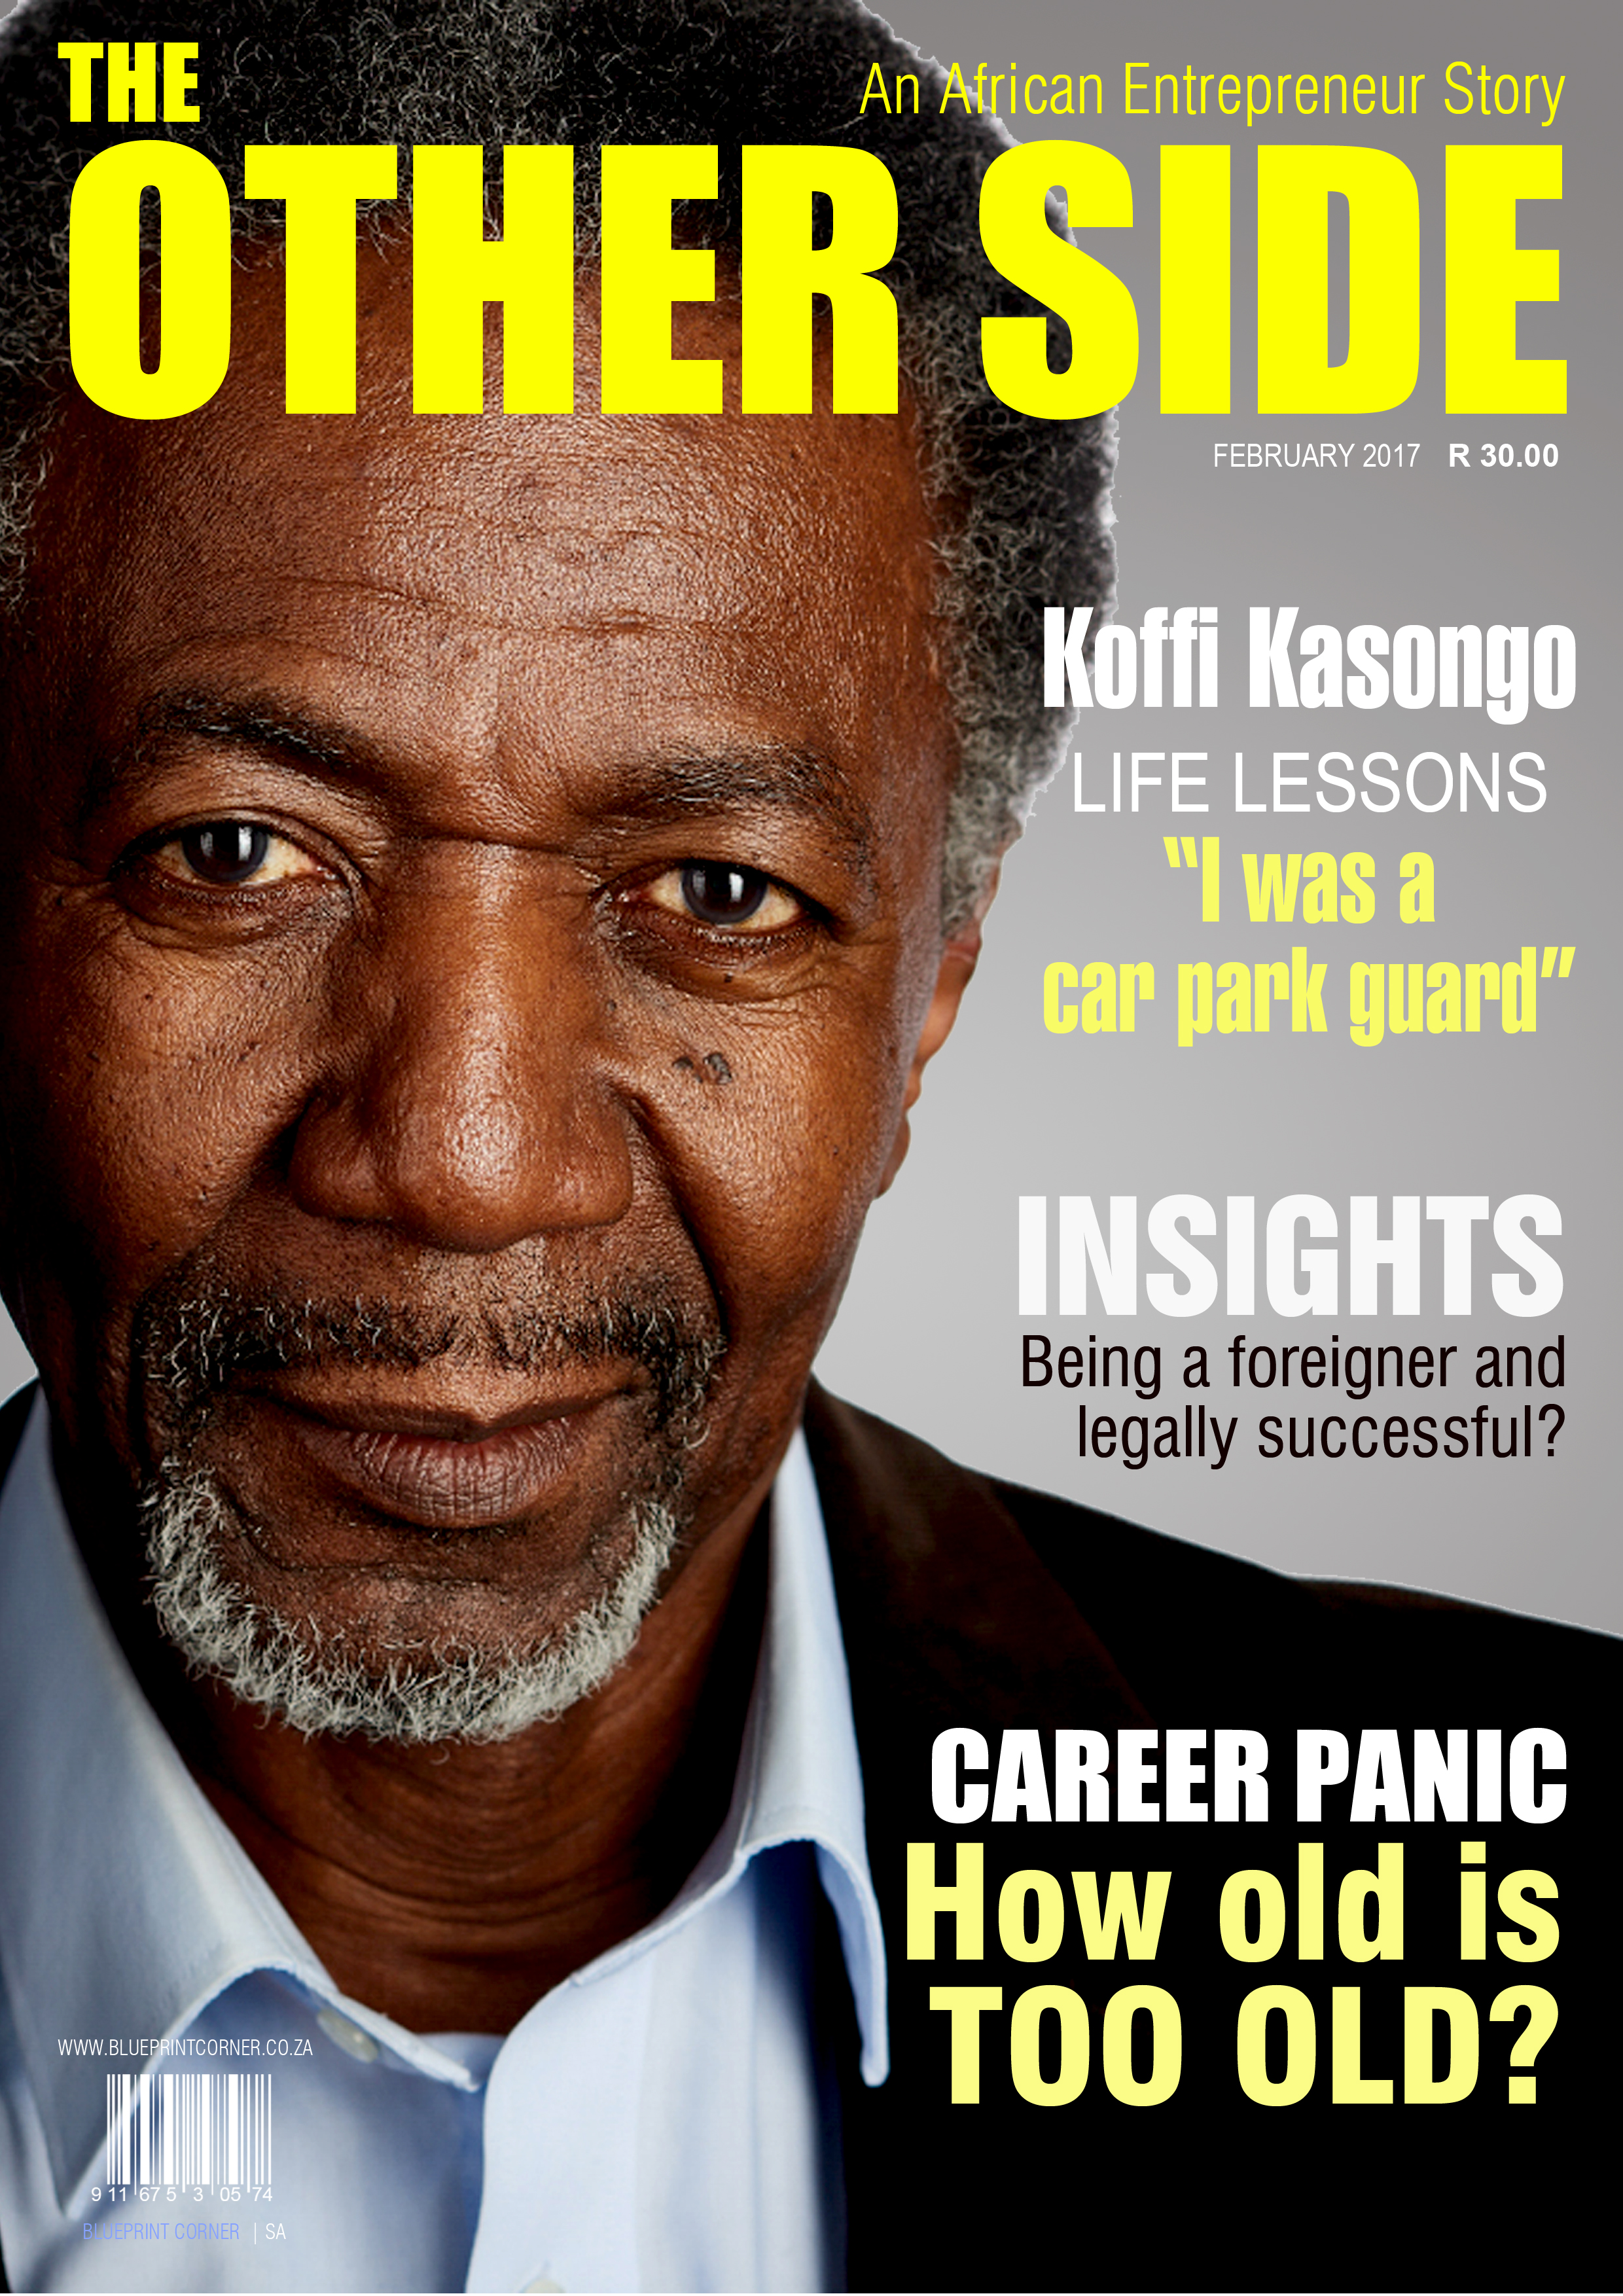 THE
An African Entrepreneur Story
OTHER SIDE
FEBRUARY 2017 R 30.00
Koffi Kasongo
LIFE LESSONS
“I was a
car park guard”
INSIGHTS
Being a foreigner and
legally successful?
CAREER PANIC
How old is
TOO OLD?
WWW.BLUEPRINTCORNER.CO.ZA
9 11 67 5 3 05 74
BLUEPRINT CORNER | SA